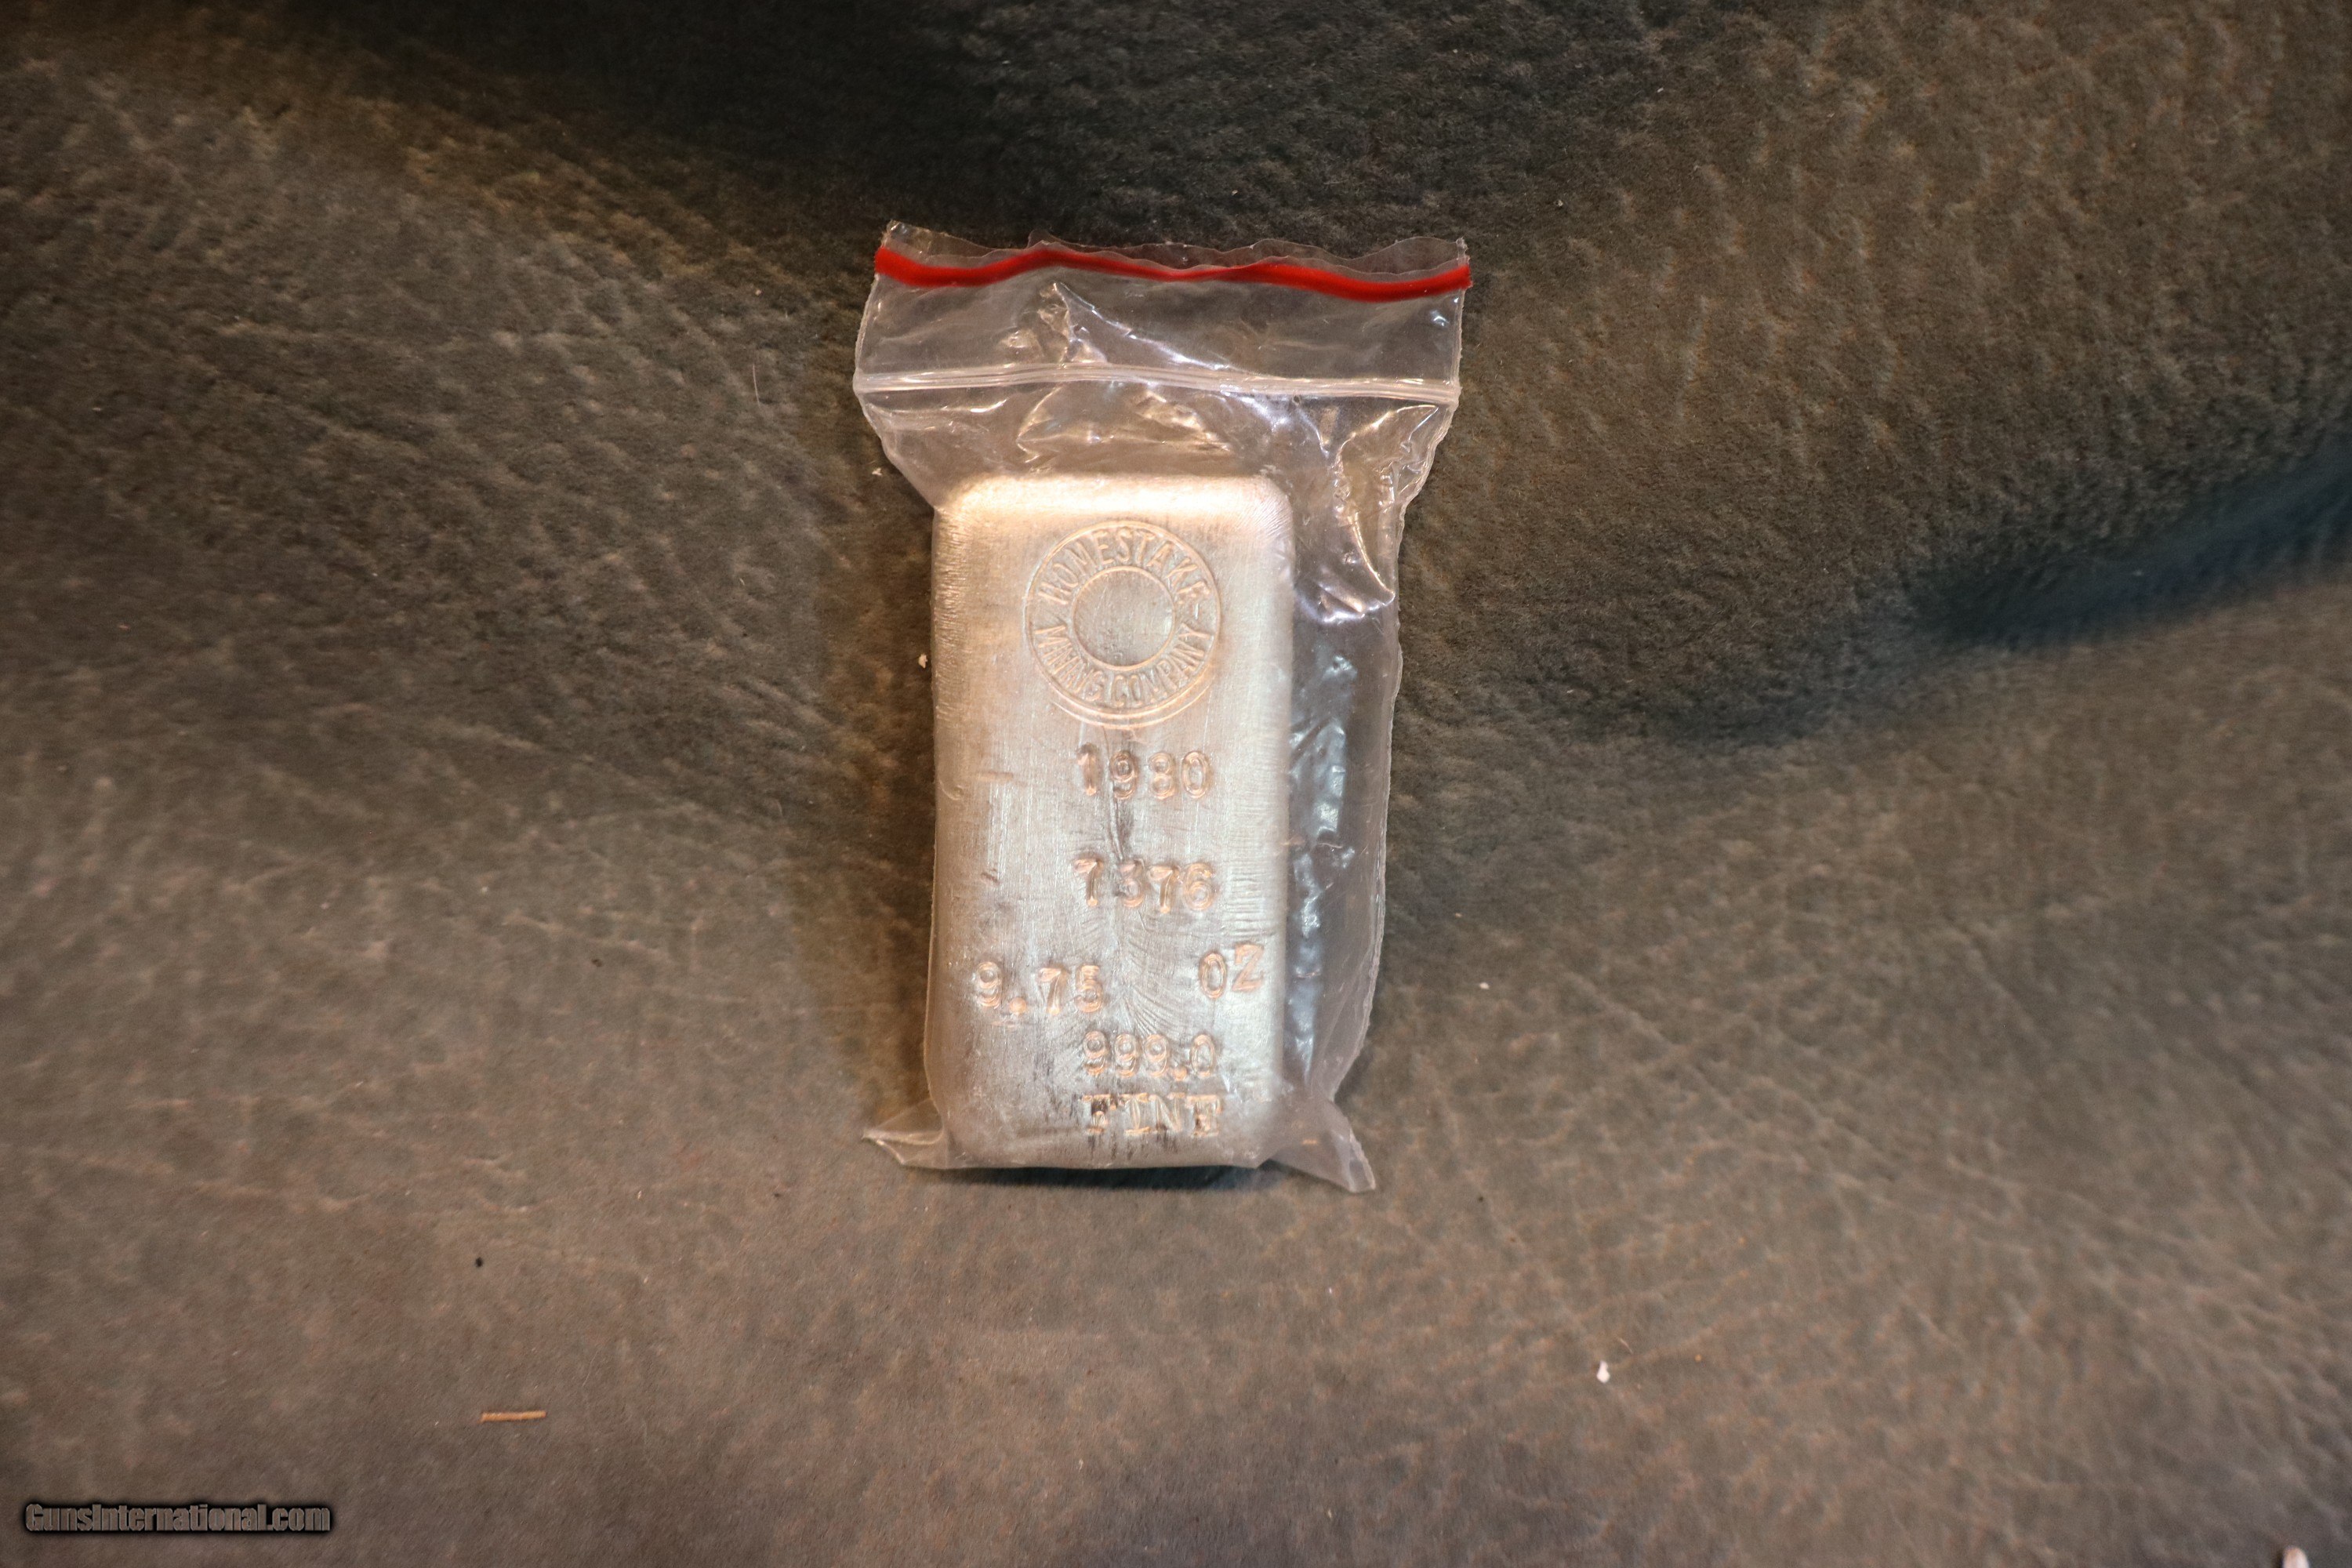 HOMESTAKE
MINING COMPANY
1980
7376
9.75 OZ
999.0
FINE
GunsInternational.com